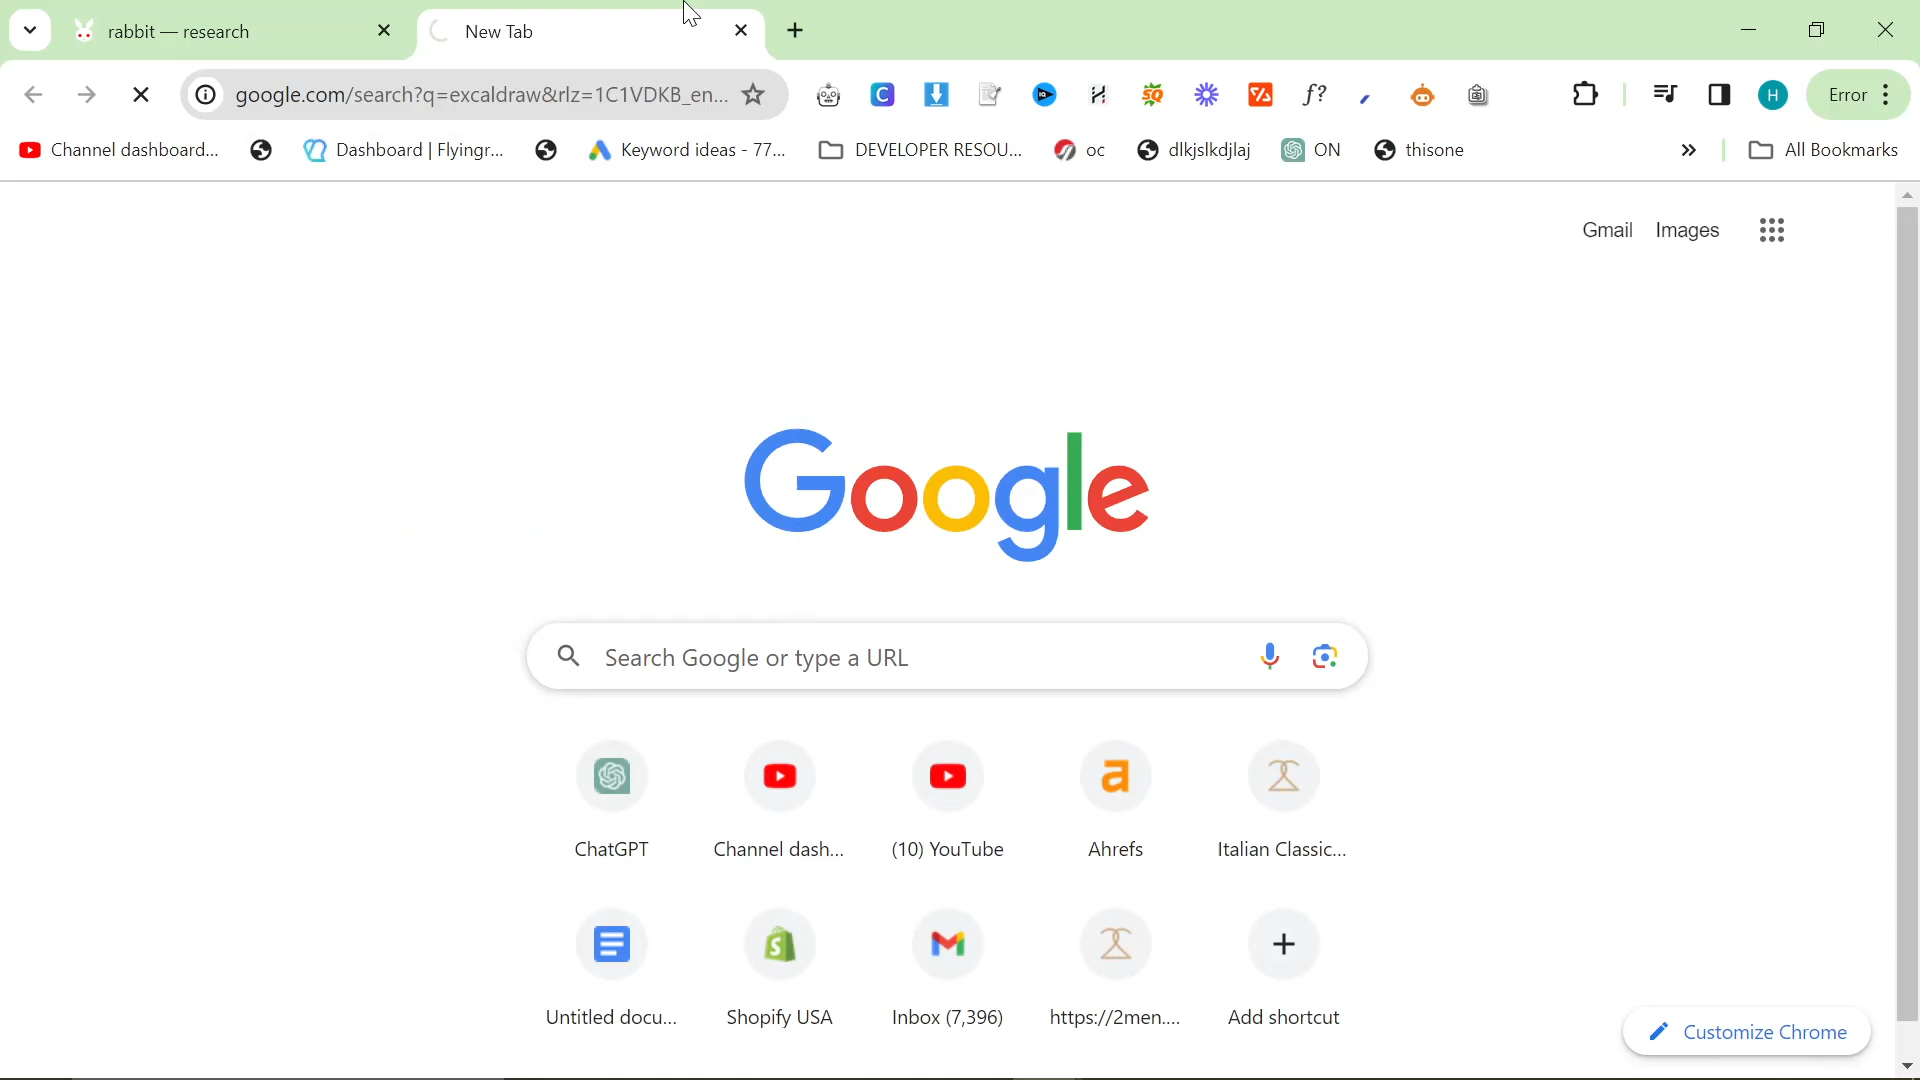 rabbit — research
New Tab
google.com/search?q=excaldraw&rlz=1C1VDKB_en...
Error
Channel dashboard...
Dashboard | Flyingr...
Keyword ideas - 77...
DEVELOPER RESOU...
oc
dlkjslkdjlaj
ON
thisone
All Bookmarks
Gmail
Images
Google
Search Google or type a URL
ChatGPT
Channel dash...
(10) YouTube
Ahrefs
Italian Classic...
Untitled docu...
Shopify USA
Inbox (7,396)
https://2men....
Add shortcut
Customize Chrome